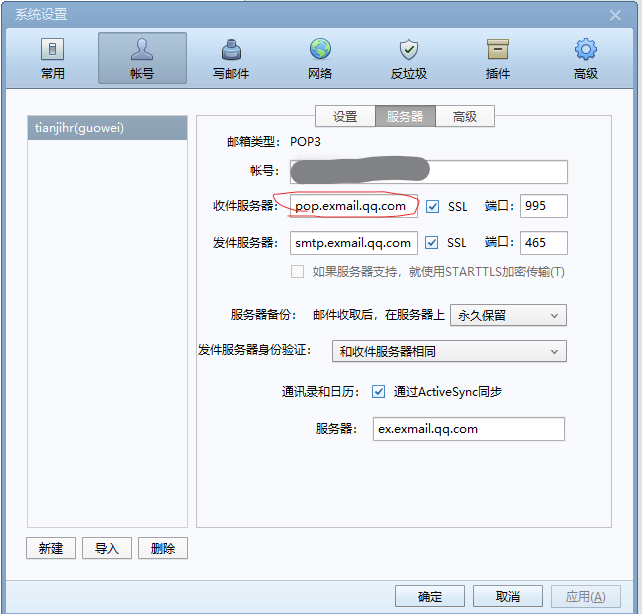 系统设置
常用 帐号 写邮件 网络 反垃圾 插件 高级
tianjihr(guowei)
设置 服务器 高级
邮箱类型： POP3
帐号：
收件服务器： pop.exmail.qq.com SSL 端口： 995
发件服务器： smtp.exmail.qq.com SSL 端口： 465
如果服务器支持，就使用STARTTLS加密传输(T)
服务器备份： 邮件收取后，在服务器上 永久保留
发件服务器身份验证： 和收件服务器相同
通讯录和日历： 通过ActiveSync同步
服务器： ex.exmail.qq.com
新建 导入 删除
确定 取消 应用(A)